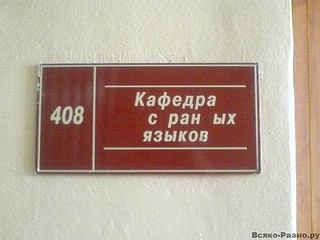 408
Кафедра
с ран ых
языков
Всяко-Разно.ру